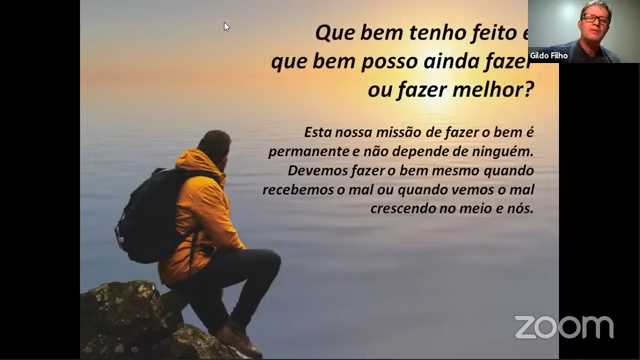 Que bem tenho feito e
que bem posso ainda fazer
ou fazer melhor?
Gildo Filho
Esta nossa missão de fazer o bem é
permanente e não depende de ninguém.
Devemos fazer o bem mesmo quando
recebemos o mal ou quando vemos o mal
crescendo no meio e nós.
zoom